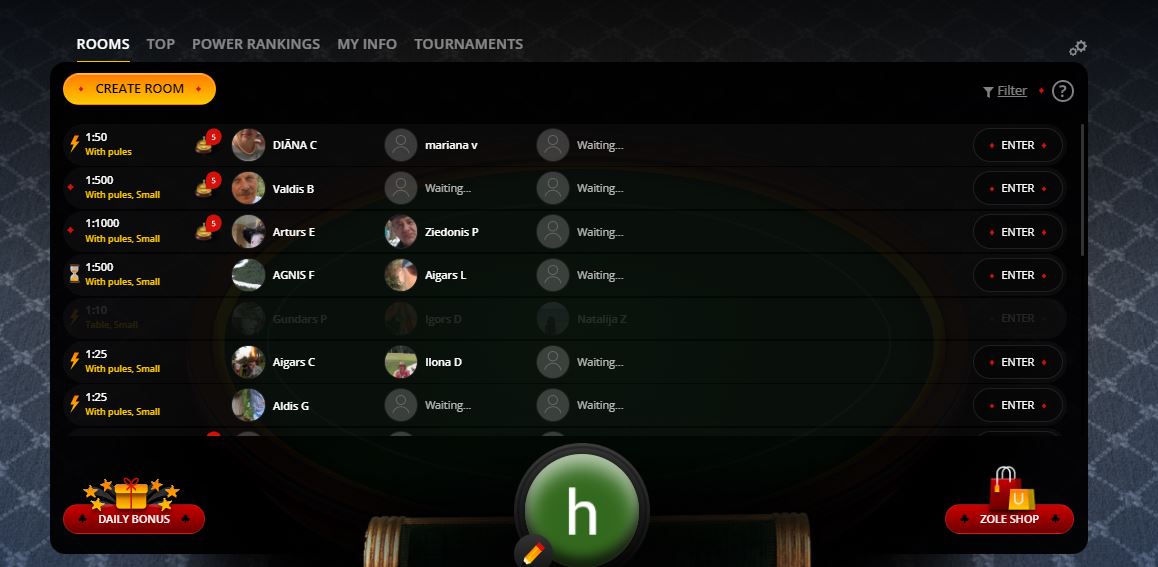 ROOMS TOP POWER RANKINGS MY INFO TOURNAMENTS
CREATE ROOM Filter ?
1:50 5 DIĀNA C mariana v Waiting... ENTER
With pules
1:500 5 Valdis B Waiting... Waiting... ENTER
With pules, Small
1:1000 5 Arturs E Ziedonis P Waiting... ENTER
With pules, Small
1:500 AGNIS F Aigars L Waiting... ENTER
With pules, Small
1:10 Gundars P Igors D Natalija Z ENTER
Table, Small
1:25 Aigars C Ilona D Waiting... ENTER
With pules, Small
1:25 Aldis G Waiting... Waiting... ENTER
With pules, Small
h
U
DAILY BONUS ZOLE SHOP